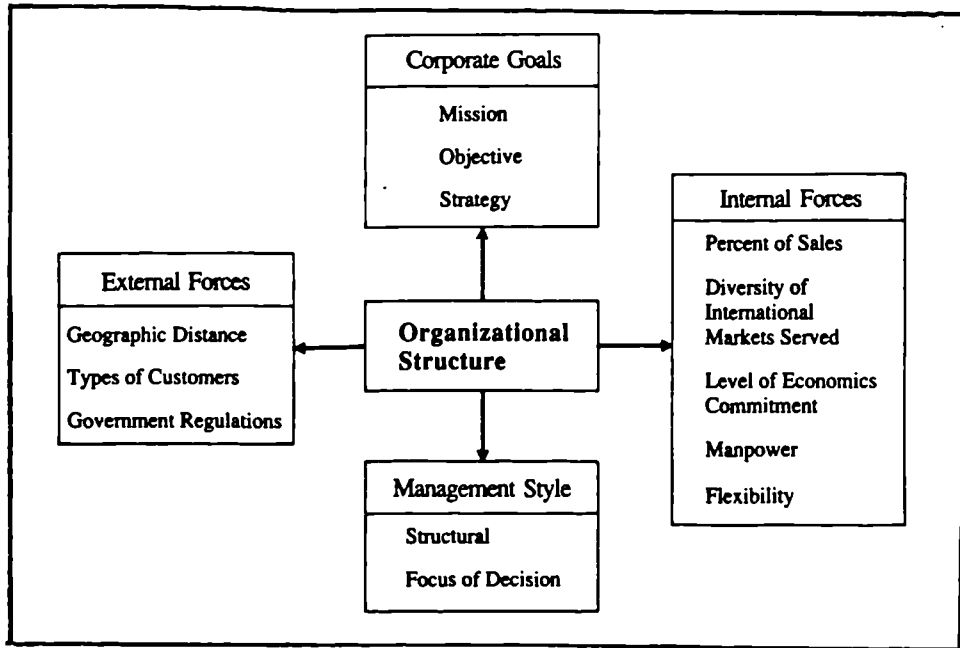 Corporate Goals
Mission
Objective
Strategy
External Forces
Geographic Distance
Types of Customers
Government Regulations
Organizational
Structure
Internal Forces
Percent of Sales
Diversity of
International
Markets Served
Level of Economics
Commitment
Manpower
Flexibility
Management Style
Structural
Focus of Decision